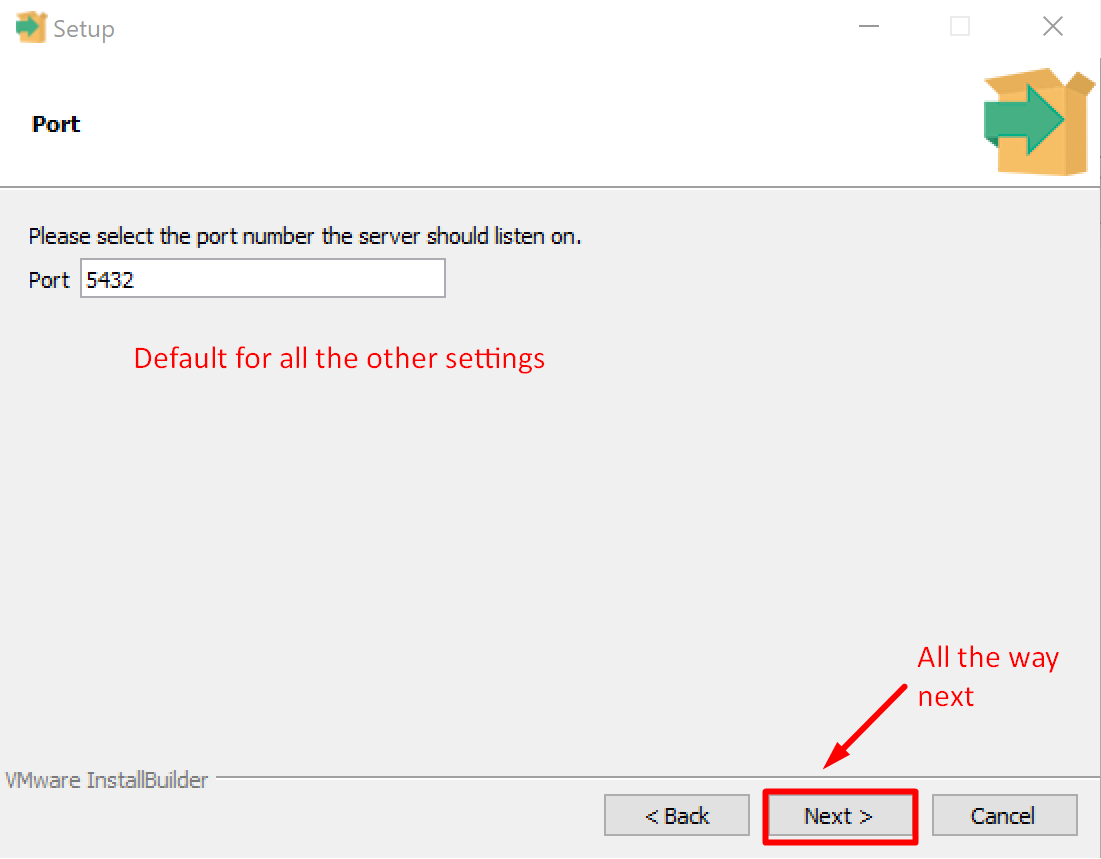 Setup
Port
Please select the port number the server should listen on.
Port 5432
Default for all the other settings
All the way
next
VMware InstallBuilder
< Back Next > Cancel